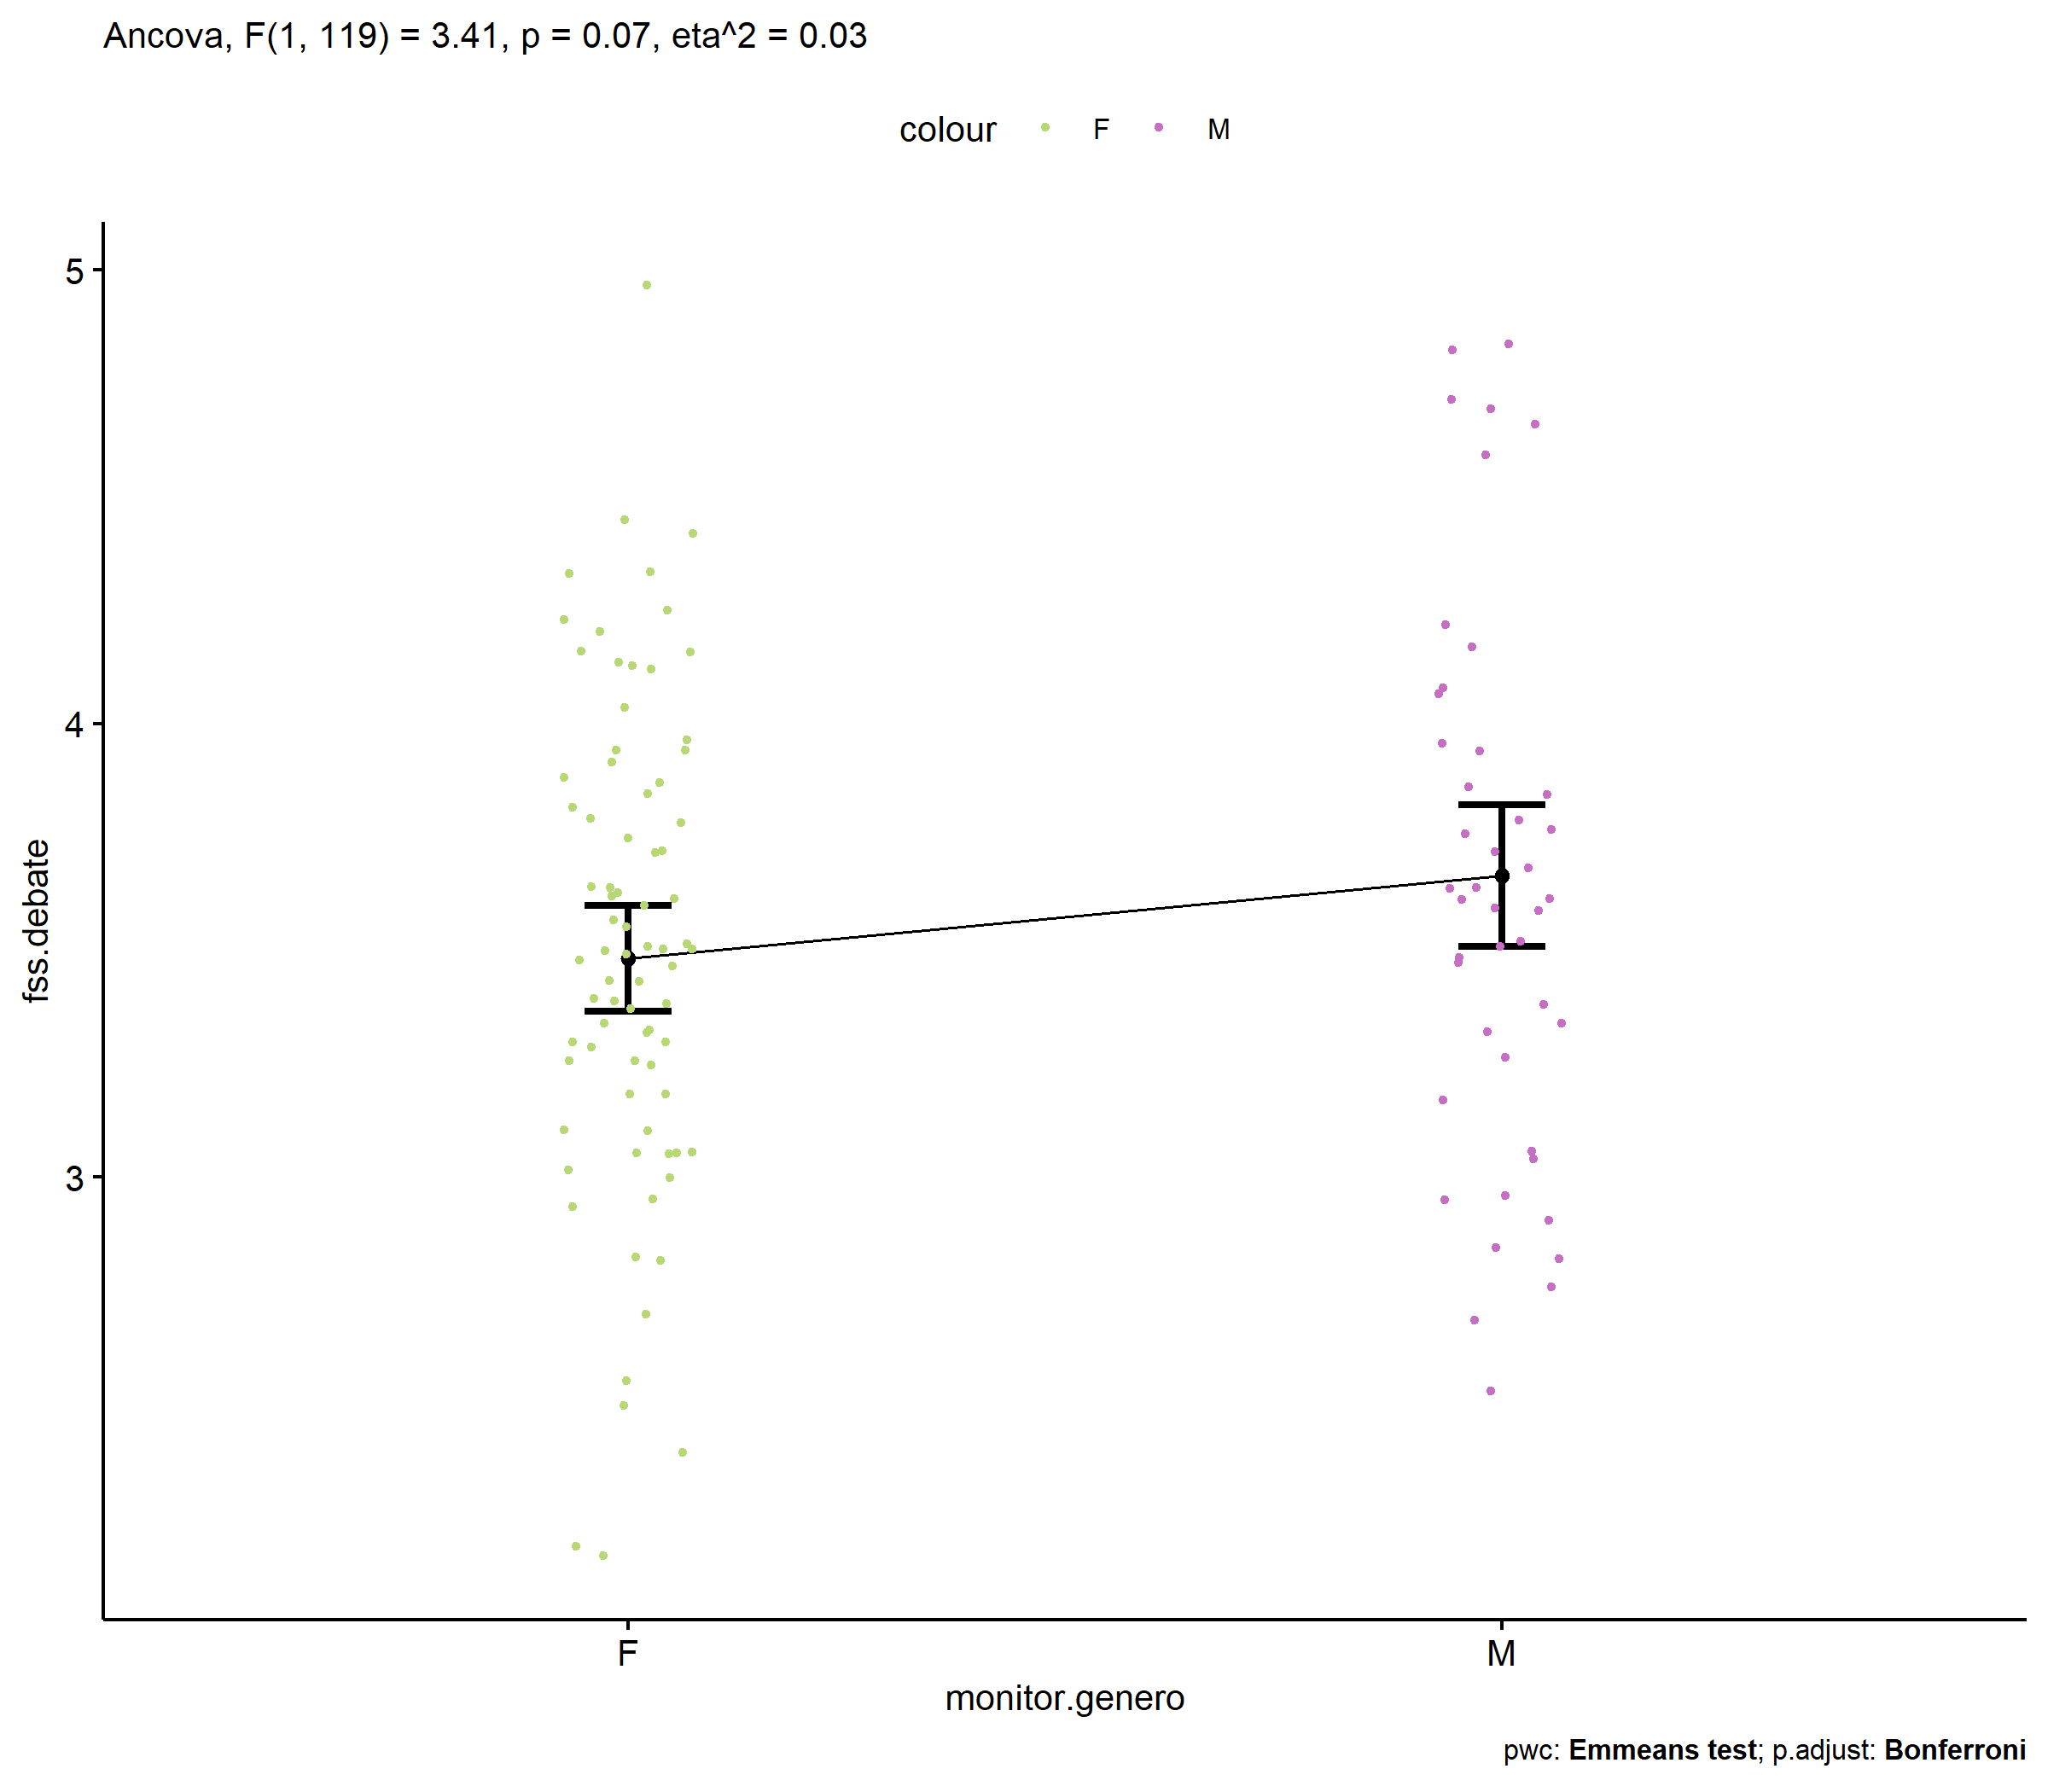 Ancova, F(1, 119) = 3.41, p = 0.07, eta^2 = 0.03
colour F M
fss.debate
5
4
3
F M
monitor.genero
pwc: Emmeans test; p.adjust: Bonferroni